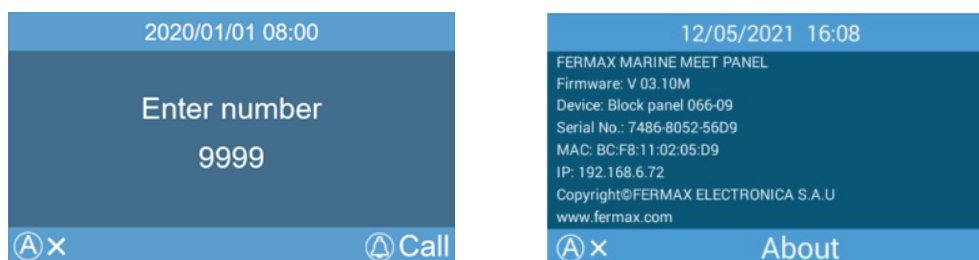 2020/01/01 08:00
Enter number
9999
Ⓐ× Call
12/05/2021 16:08
FERMAX MARINE MEET PANEL
Firmware: V 03.10M
Device: Block panel 066-09
Serial No.: 7486-8052-56D9
MAC: BC:F8:11:02:05:D9
IP: 192.168.6.72
Copyright©FERMAX ELECTRONICA S.A.U
www.fermax.com
Ⓐ× About